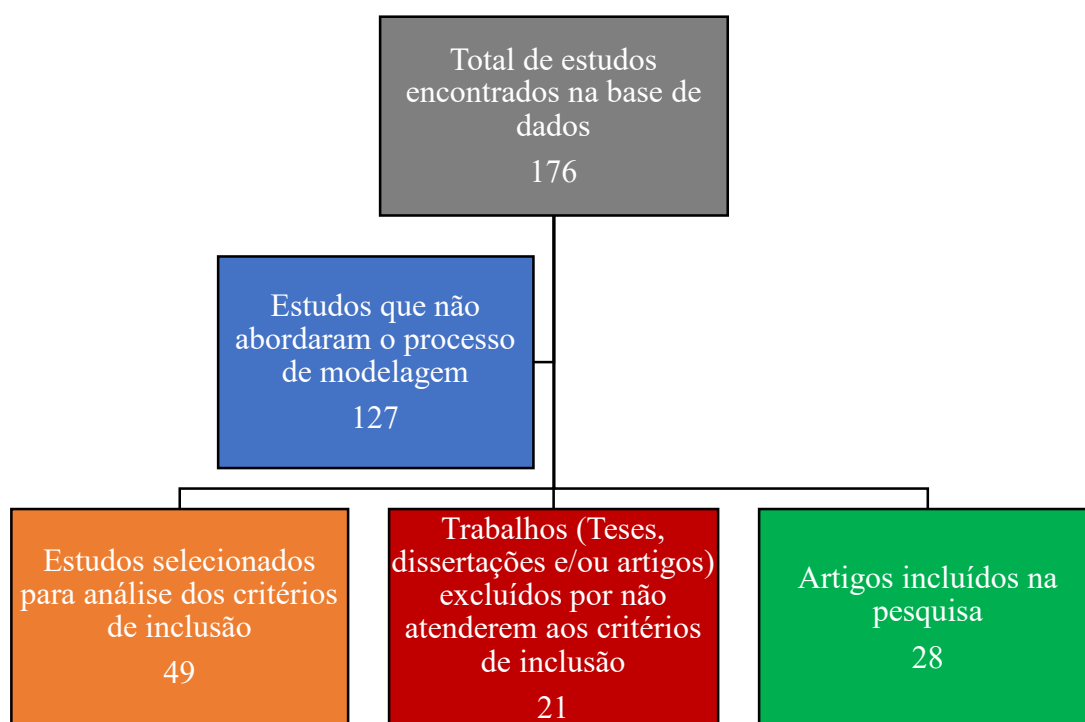 Total de estudos
encontrados na base de
dados
176
Estudos que não
abordaram o processo
de modelagem
127
Estudos selecionados
para análise dos critérios
de inclusão
49
Trabalhos (Teses,
dissertações e/ou artigos)
excluídos por não
atenderem aos critérios
de inclusão
21
Artigos incluídos na
pesquisa
28